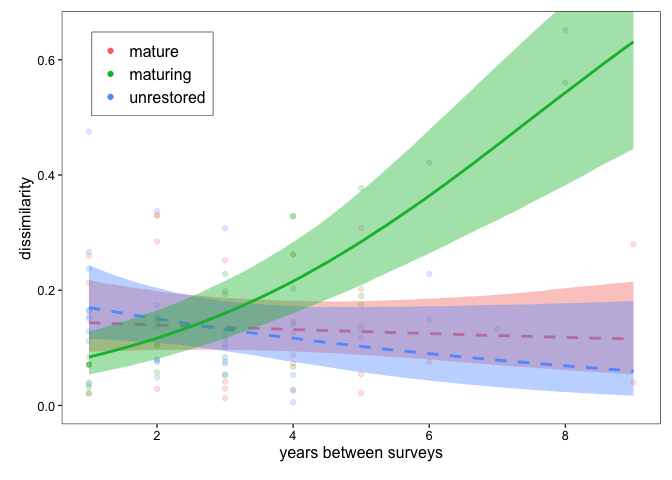 mature
maturing
unrestored
0.6
0.4
0.2
0.0
dissimilarity
2
4
6
8
years between surveys